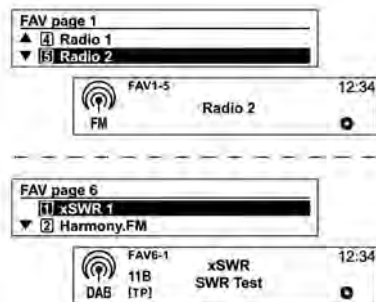 FAV page 1
▲ 4 Radio 1
▼ 5 Radio 2
FAV1-5 12:34
Radio 2
FM
FAV page 6
1 xSWR 1
▼ 2 Harmony.FM
FAV6-1 12:34
xSWR
11B SWR Test
DAB [TP]